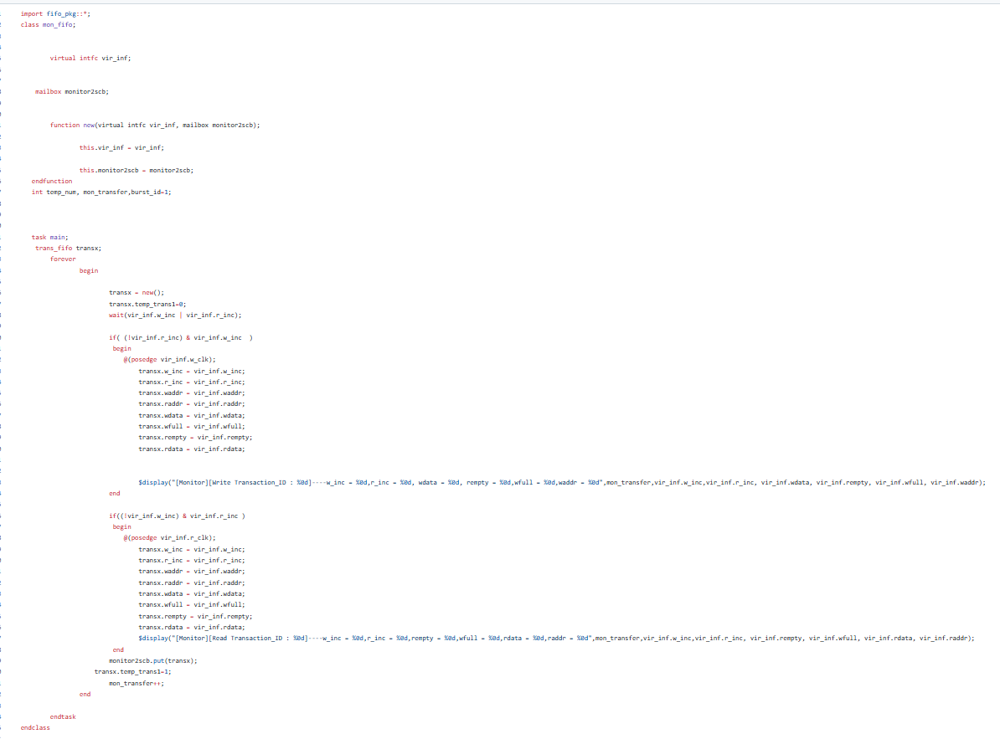 import fifo_pkg::*;
class mon_fifo;
virtual intfc vir_inf;
mailbox monitor2scb;
function new(virtual intfc vir_inf, mailbox monitor2scb);
this.vir_inf = vir_inf;
this.monitor2scb = monitor2scb;
endfunction
int temp_num, mon_transfer,burst_id=1;
task main;
trans_fifo transx;
forever
begin
transx = new();
transx.temp_trans1=0;
wait(vir_inf.w_inc | vir_inf.r_inc);
if( (!vir_inf.r_inc) & vir_inf.w_inc  )
begin
@(posedge vir_inf.w_clk);
transx.w_inc = vir_inf.w_inc;
transx.r_inc = vir_inf.r_inc;
transx.waddr = vir_inf.waddr;
transx.raddr = vir_inf.raddr;
transx.wdata = vir_inf.wdata;
transx.wfull = vir_inf.wfull;
transx.rempty = vir_inf.rempty;
transx.rdata = vir_inf.rdata;
$display("[Monitor][Write Transaction_ID : %0d]----w_inc = %0d,r_inc = %0d, wdata = %0d, rempty = %0d,wfull = %0d,waddr = %0d",mon_transfer,vir_inf.w_inc,vir_inf.r_inc, vir_inf.wdata, vir_inf.rempty, vir_inf.wfull, vir_inf.waddr);
end
if((!vir_inf.w_inc) & vir_inf.r_inc )
begin
@(posedge vir_inf.r_clk);
transx.w_inc = vir_inf.w_inc;
transx.r_inc = vir_inf.r_inc;
transx.waddr = vir_inf.waddr;
transx.raddr = vir_inf.raddr;
transx.wdata = vir_inf.wdata;
transx.wfull = vir_inf.wfull;
transx.rempty = vir_inf.rempty;
transx.rdata = vir_inf.rdata;
$display("[Monitor][Read Transaction_ID : %0d]----w_inc = %0d,r_inc = %0d,rempty = %0d,wfull = %0d,rdata = %0d,raddr = %0d",mon_transfer,vir_inf.w_inc,vir_inf.r_inc, vir_inf.rempty, vir_inf.wfull, vir_inf.rdata, vir_inf.raddr);
end
monitor2scb.put(transx);
transx.temp_trans1=1;
mon_transfer++;
end
endtask
endclass